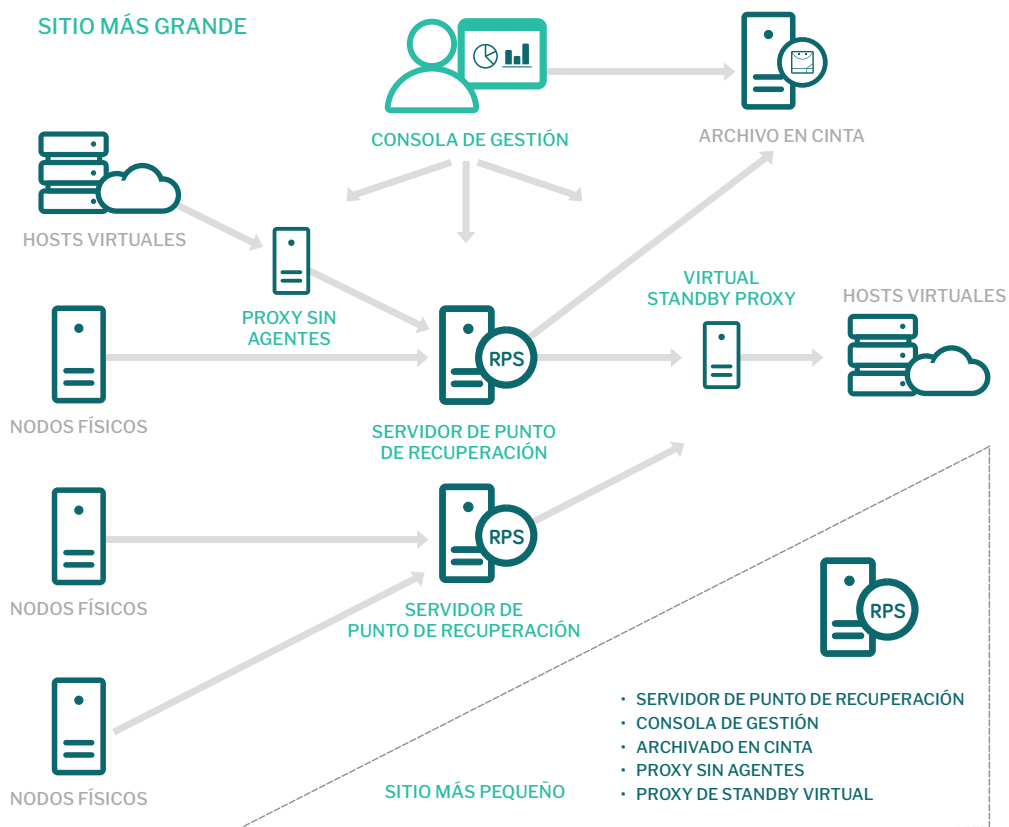 SITIO MÁS GRANDE
CONSOLA DE GESTIÓN
ARCHIVO EN CINTA
HOSTS VIRTUALES
PROXY SIN
AGENTES
VIRTUAL
STANDBY PROXY
HOSTS VIRTUALES
RPS
NODOS FÍSICOS
SERVIDOR DE PUNTO
DE RECUPERACIÓN
RPS
NODOS FÍSICOS
SERVIDOR DE
PUNTO DE RECUPERACIÓN
RPS
NODOS FÍSICOS
SITIO MÁS PEQUEÑO
• SERVIDOR DE PUNTO DE RECUPERACIÓN
• CONSOLA DE GESTIÓN
• ARCHIVADO EN CINTA
• PROXY SIN AGENTES
• PROXY DE STANDBY VIRTUAL